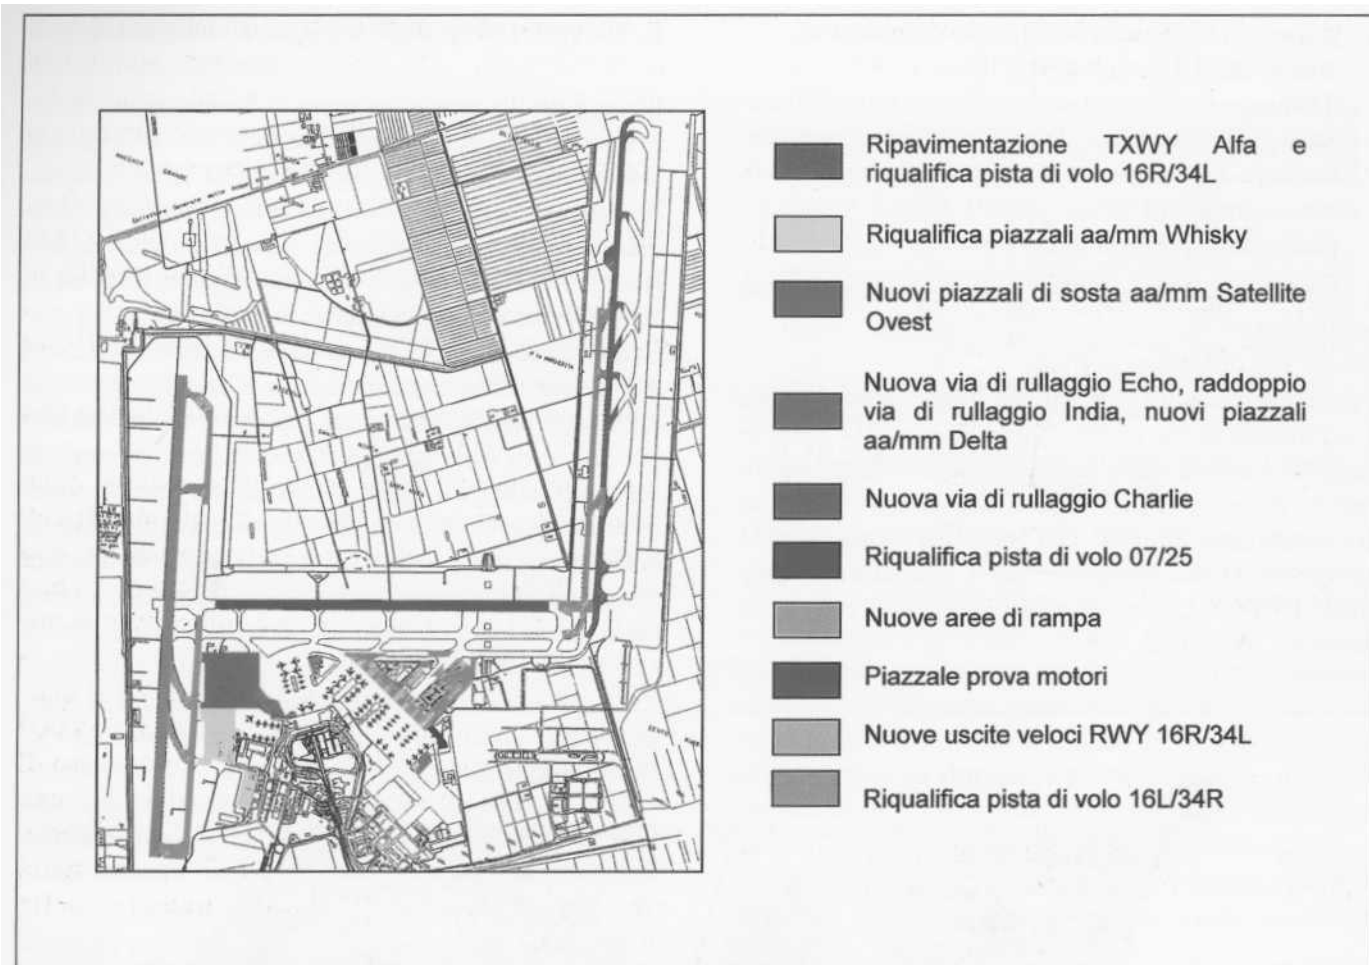 Ripavimentazione TXWY Alfa e
riqualifica pista di volo 16R/34L
Riqualifica piazzali aa/mm Whisky
Nuovi piazzali di sosta aa/mm Satellite
Ovest
Nuova via di rullaggio Echo, raddoppio
via di rullaggio India, nuovi piazzali
aa/mm Delta
Nuova via di rullaggio Charlie
Riqualifica pista di volo 07/25
Nuove aree di rampa
Piazzale prova motori
Nuove uscite veloci RWY 16R/34L
Riqualifica pista di volo 16L/34R